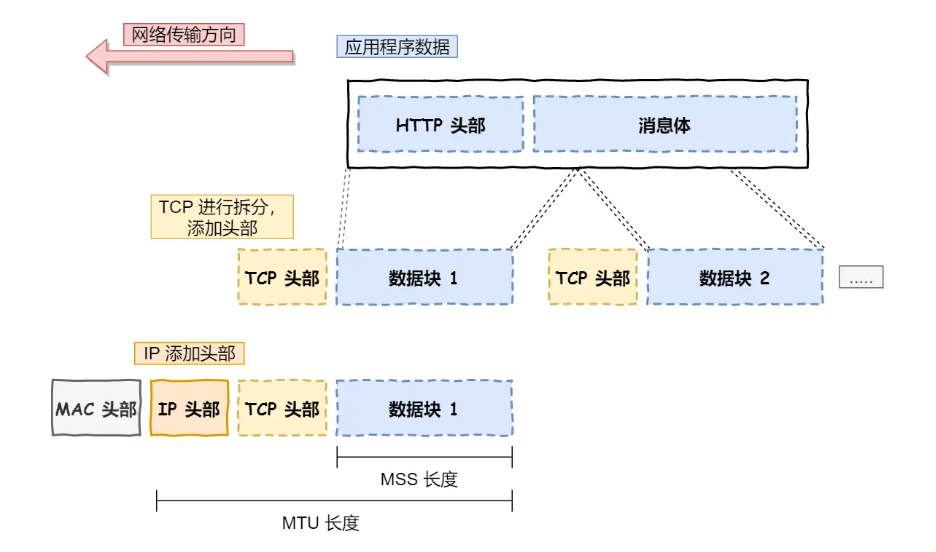 网络传输方向
应用程序数据
HTTP 头部
消息体
TCP 进行拆分，
添加头部
TCP 头部
数据块 1
TCP 头部
数据块 2
.....
IP 添加头部
MAC 头部
IP 头部
TCP 头部
数据块 1
MSS 长度
MTU 长度